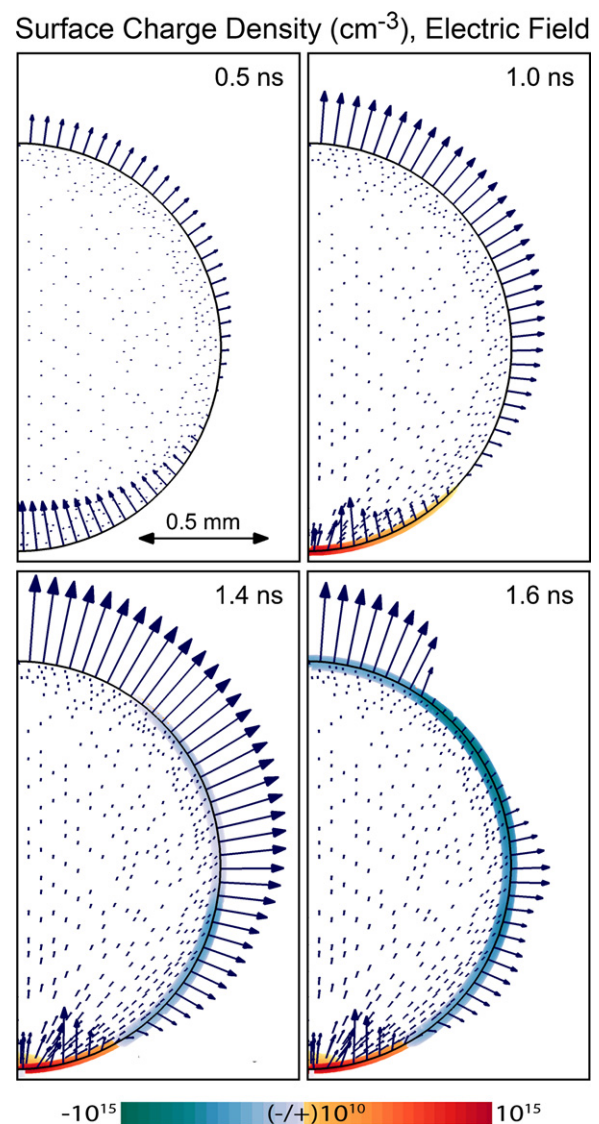 Surface Charge Density (cm⁻³), Electric Field
0.5 ns
1.0 ns
0.5 mm
1.4 ns
1.6 ns
-10¹⁵ (-/+)10¹⁰ 10¹⁵